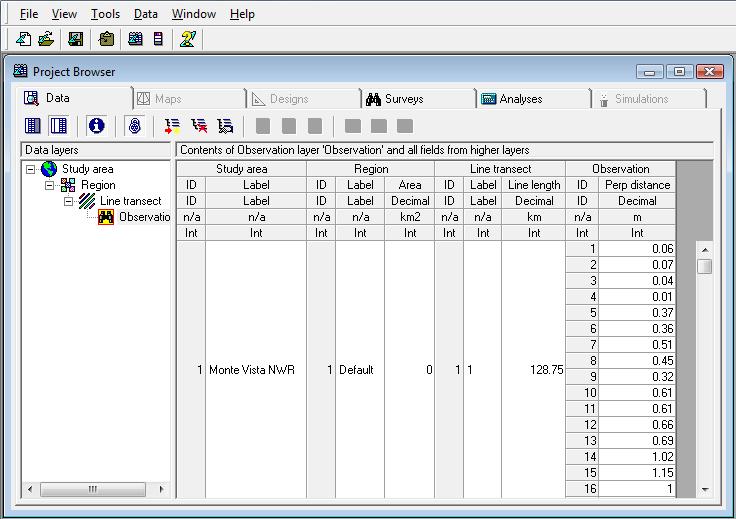 File View Tools Data Window Help
Project Browser
Data Maps Designs Surveys Analyses Simulations
Data layers
Contents of Observation layer 'Observation' and all fields from higher layers
Study area
Region
Line transect
Observatio
Study area Region Line transect Observation
ID Label ID Label Area ID Label Line length ID Perp distance
ID Label ID Label Decimal ID Label Decimal ID Decimal
n/a n/a n/a n/a km2 n/a n/a km n/a m
Int Int Int Int Int Int Int Int Int Int
1 Monte Vista NWR 1 Default 0 1 1 128.75
1 0.06
2 0.07
3 0.04
4 0.01
5 0.37
6 0.36
7 0.51
8 0.45
9 0.32
10 0.61
11 0.61
12 0.66
13 0.69
14 1.02
15 1.15
16 1